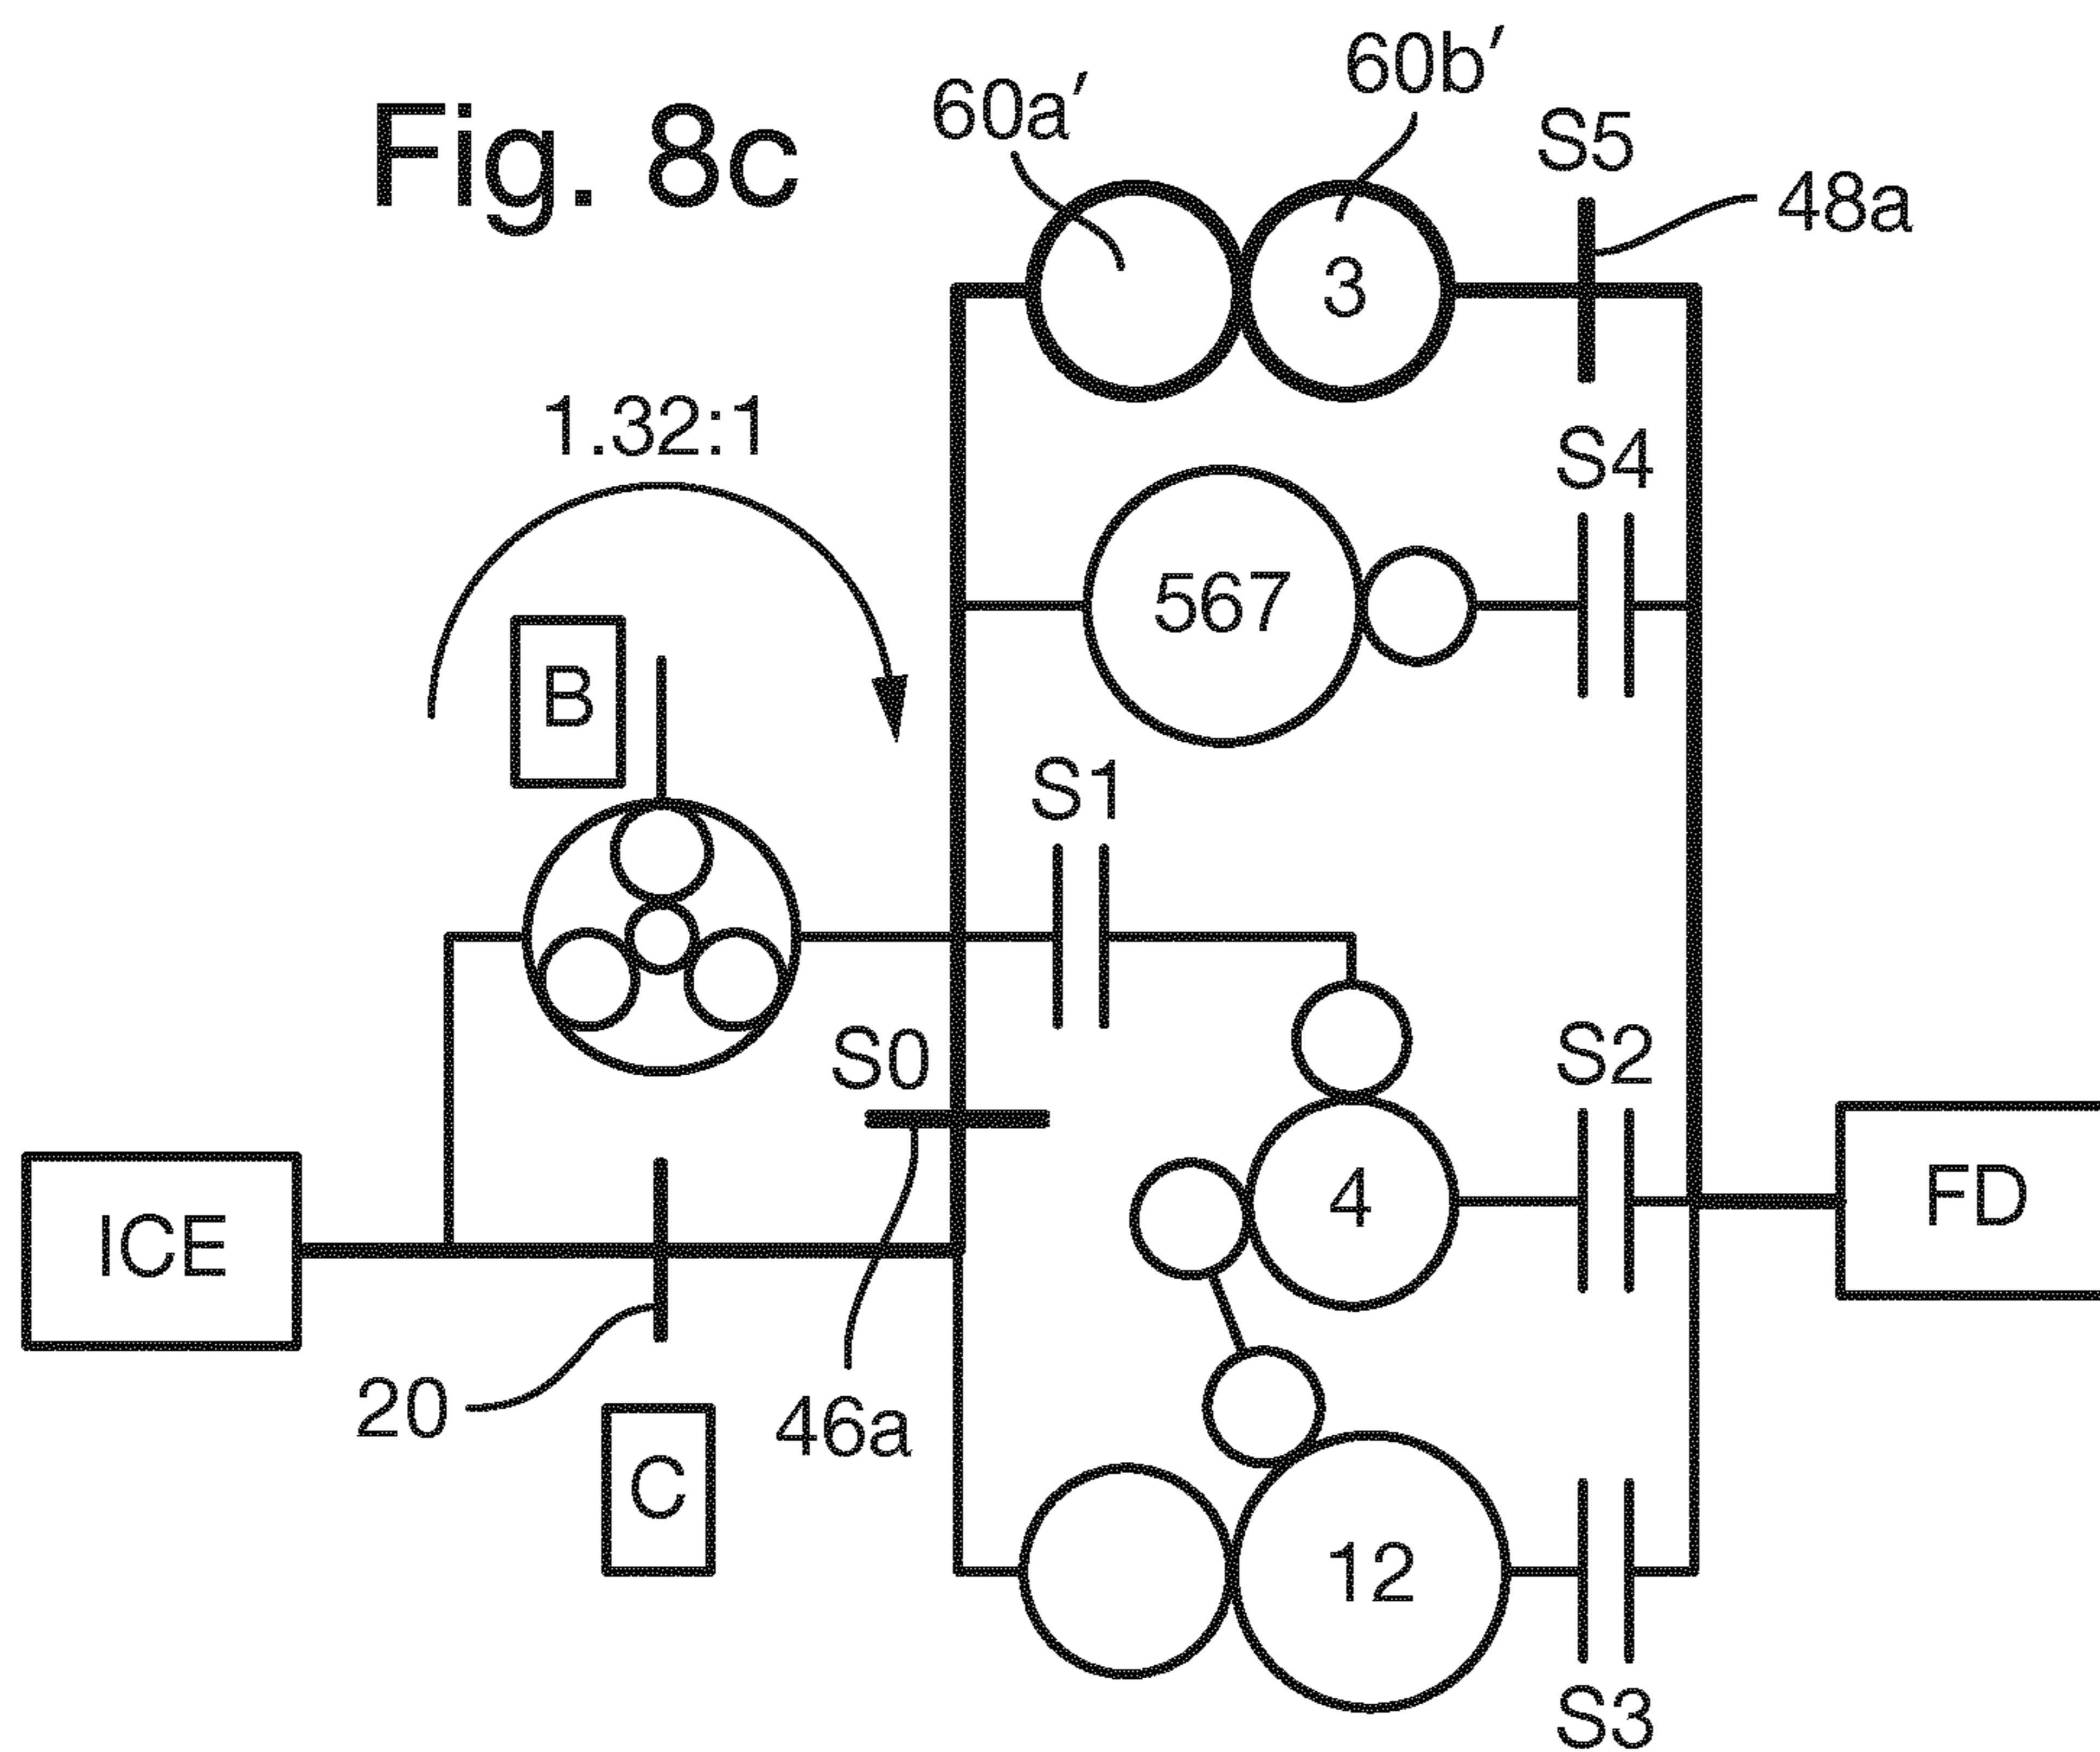 Fig. 8c
60a′
60b′
S5
48a
3
1.32:1
S4
567
B
S1
S0
S2
ICE
4
FD
20
46a
C
12
S3